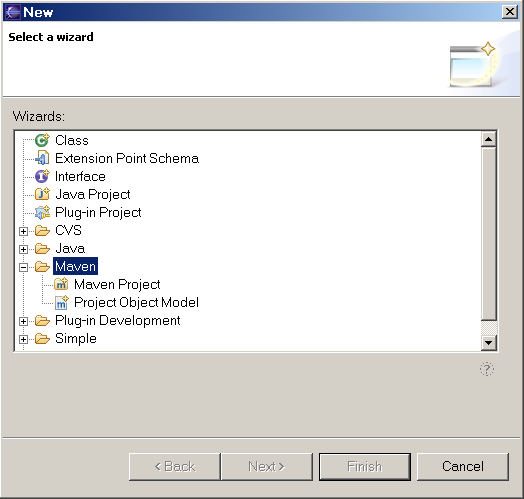 New
Select a wizard
Wizards:
Class
Extension Point Schema
Interface
Java Project
Plug-in Project
CVS
Java
Maven
Maven Project
Project Object Model
Plug-in Development
Simple
< Back Next > Finish Cancel